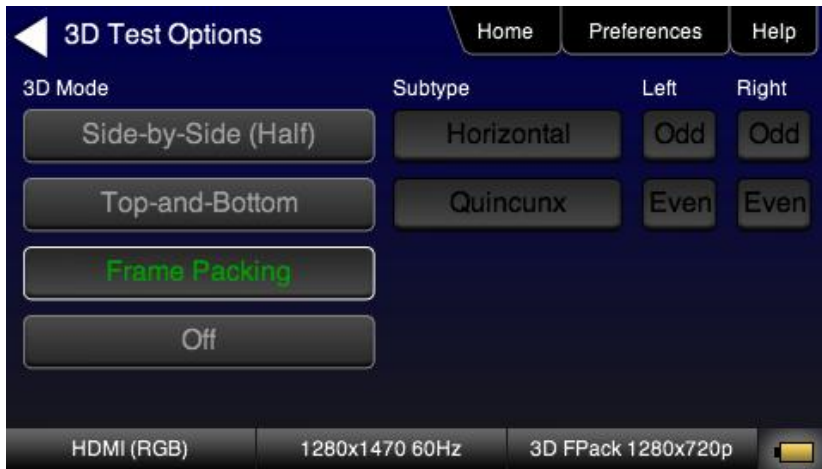 3D Test Options
Home
Preferences
Help
3D Mode
Subtype
Left
Right
Side-by-Side (Half)
Horizontal
Odd
Odd
Top-and-Bottom
Quincunx
Even
Even
Frame Packing
Off
HDMI (RGB)
1280x1470 60Hz
3D FPack 1280x720p